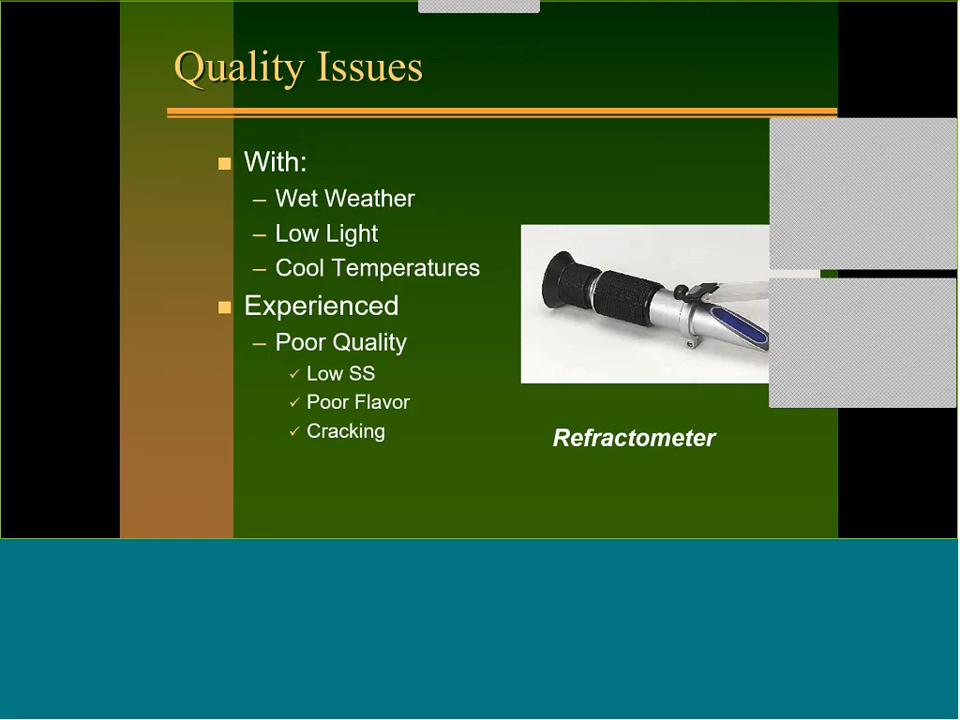 Quality Issues
With:
– Wet Weather
– Low Light
– Cool Temperatures
Experienced
– Poor Quality
✓ Low SS
✓ Poor Flavor
✓ Cracking
Refractometer